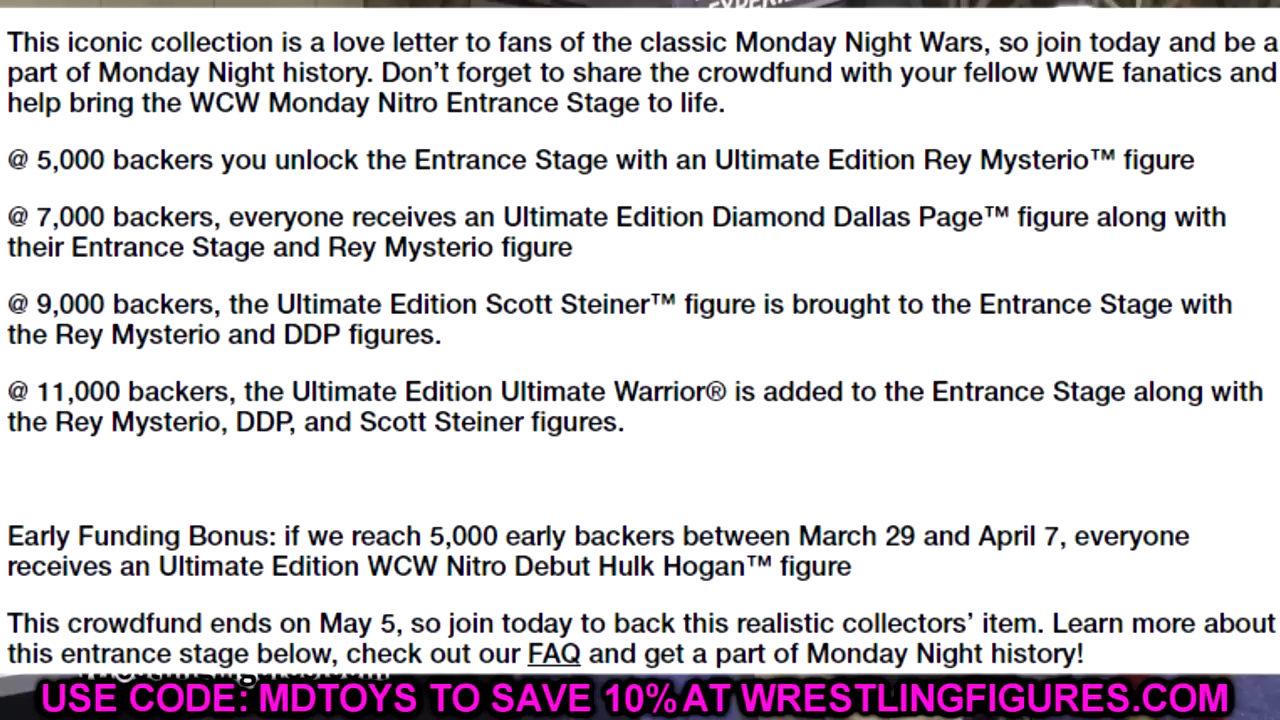 This iconic collection is a love letter to fans of the classic Monday Night Wars, so join today and be a
part of Monday Night history. Don’t forget to share the crowdfund with your fellow WWE fanatics and
help bring the WCW Monday Nitro Entrance Stage to life.
@ 5,000 backers you unlock the Entrance Stage with an Ultimate Edition Rey Mysterio™ figure
@ 7,000 backers, everyone receives an Ultimate Edition Diamond Dallas Page™ figure along with
their Entrance Stage and Rey Mysterio figure
@ 9,000 backers, the Ultimate Edition Scott Steiner™ figure is brought to the Entrance Stage with
the Rey Mysterio and DDP figures.
@ 11,000 backers, the Ultimate Edition Ultimate Warrior® is added to the Entrance Stage along with
the Rey Mysterio, DDP, and Scott Steiner figures.
Early Funding Bonus: if we reach 5,000 early backers between March 29 and April 7, everyone
receives an Ultimate Edition WCW Nitro Debut Hulk Hogan™ figure
This crowdfund ends on May 5, so join today to back this realistic collectors’ item. Learn more about
this entrance stage below, check out our FAQ and get a part of Monday Night history!
USE CODE: MDTOYS TO SAVE 10% AT WRESTLINGFIGURES.COM